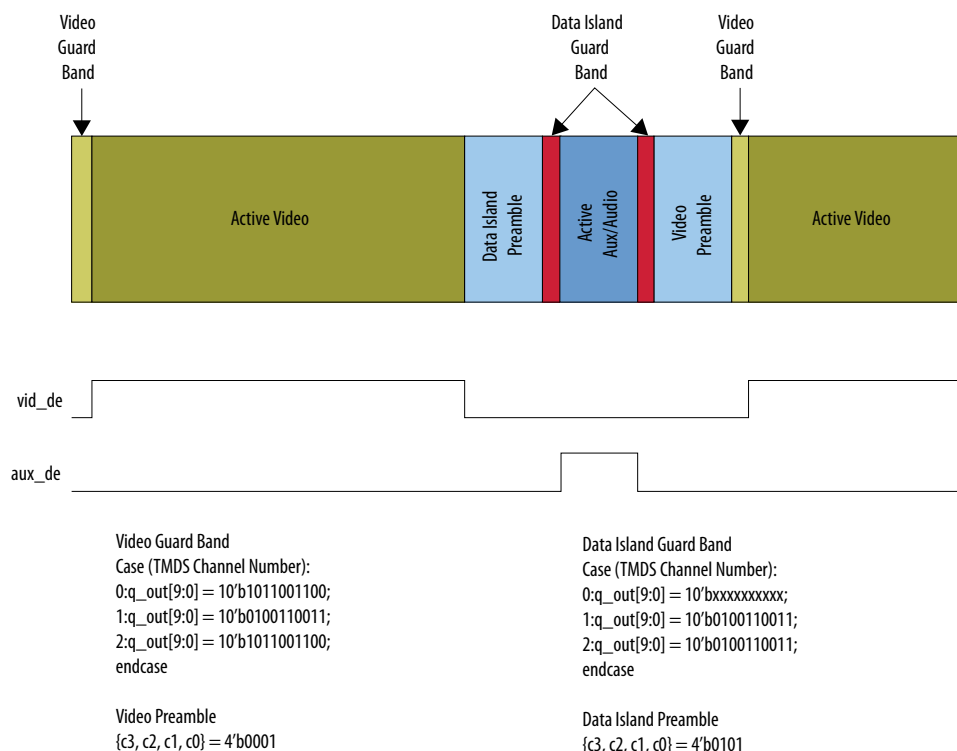 Video
Guard
Band
Data Island
Guard
Band
Video
Guard
Band
Active Video
Data Island
Preamble
Active
Aux/Audio
Video
Preamble
Active Video
vid_de
aux_de
Video Guard Band
Case (TMDS Channel Number):
0:q_out[9:0] = 10’b1011001100;
1:q_out[9:0] = 10’b0100110011;
2:q_out[9:0] = 10’b1011001100;
endcase
Video Preamble
{c3, c2, c1, c0} = 4’b0001
Data Island Guard Band
Case (TMDS Channel Number):
0:q_out[9:0] = 10’bxxxxxxxxxx;
1:q_out[9:0] = 10’b0100110011;
2:q_out[9:0] = 10’b0100110011;
endcase
Data Island Preamble
{c3, c2, c1, c0} = 4’b0101